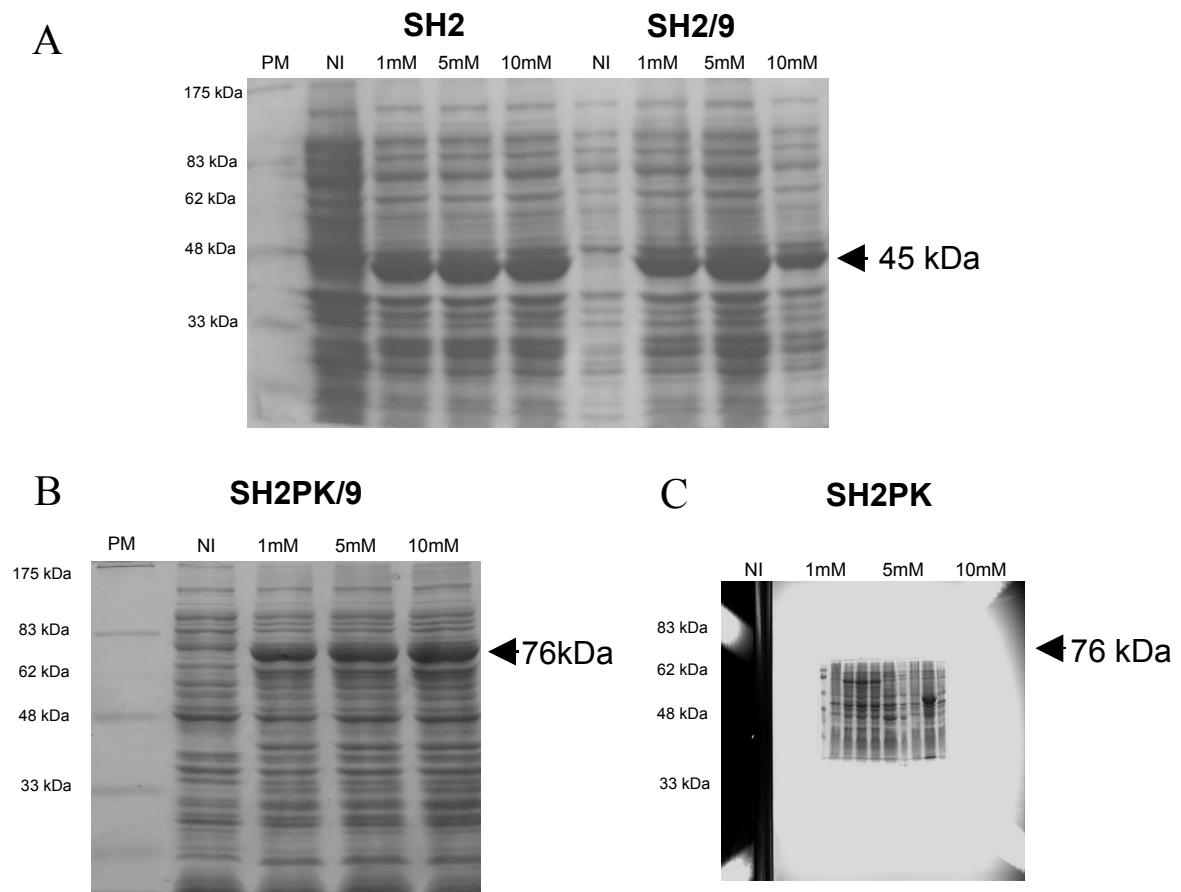 A
SH2 SH2/9
PM NI 1mM 5mM 10mM NI 1mM 5mM 10mM
175 kDa
83 kDa
62 kDa
48 kDa
45 kDa
33 kDa
B
SH2PK/9
PM NI 1mM 5mM 10mM
175 kDa
83 kDa
76kDa
62 kDa
48 kDa
33 kDa
C
SH2PK
NI 1mM 5mM 10mM
83 kDa
76 kDa
62 kDa
48 kDa
33 kDa